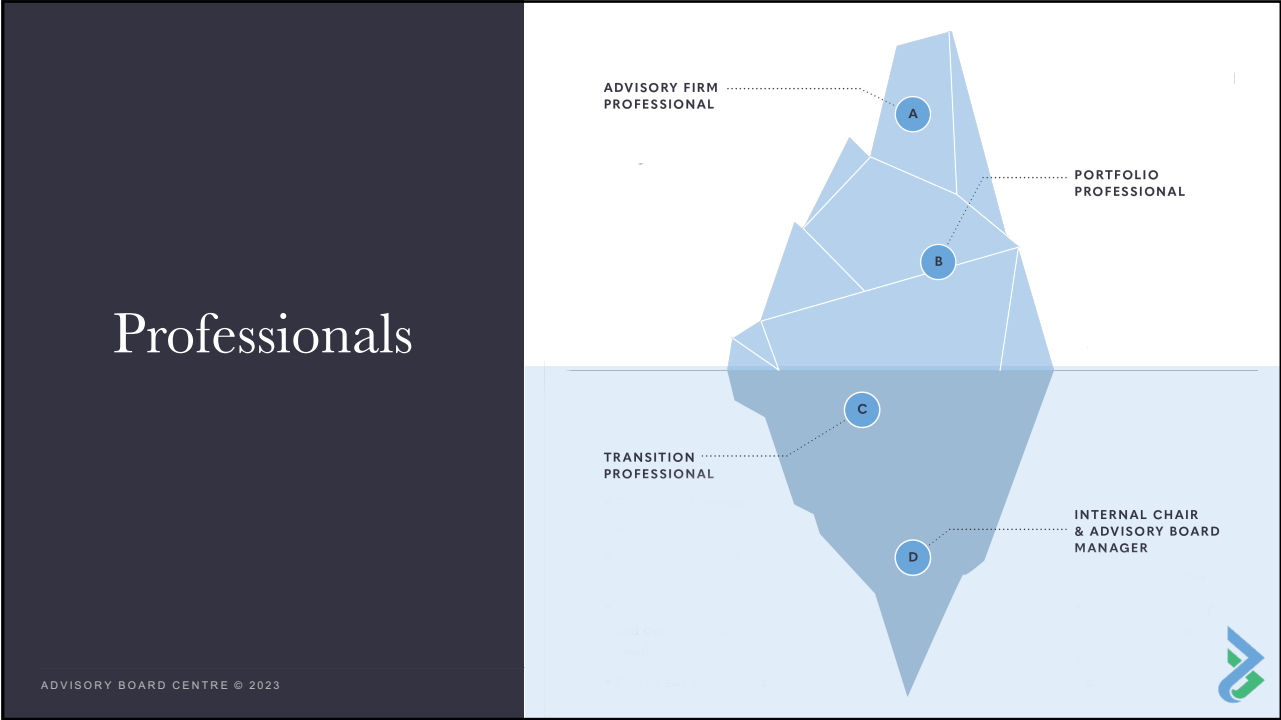 Professionals
ADVISORY BOARD CENTRE © 2023
ADVISORY FIRM
PROFESSIONAL
A
PORTFOLIO
PROFESSIONAL
B
C
TRANSITION
PROFESSIONAL
INTERNAL CHAIR
& ADVISORY BOARD
MANAGER
D